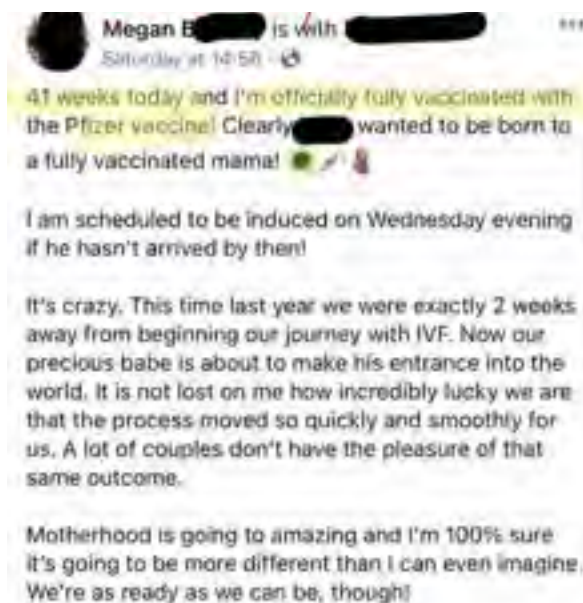 Megan B is with
Saturday at 14:58
41 weeks today and I'm officially fully vaccinated with
the Pfizer vaccine! Clearly wanted to be born to
a fully vaccinated mama!
I am scheduled to be induced on Wednesday evening
if he hasn't arrived by then!
It's crazy. This time last year we were exactly 2 weeks
away from beginning our journey with IVF. Now our
precious babe is about to make his entrance into the
world. It is not lost on me how incredibly lucky we are
that the process moved so quickly and smoothly for
us. A lot of couples don't have the pleasure of that
same outcome.
Motherhood is going to amazing and I'm 100% sure
it's going to be more different than I can even imagine.
We're as ready as we can be, though!